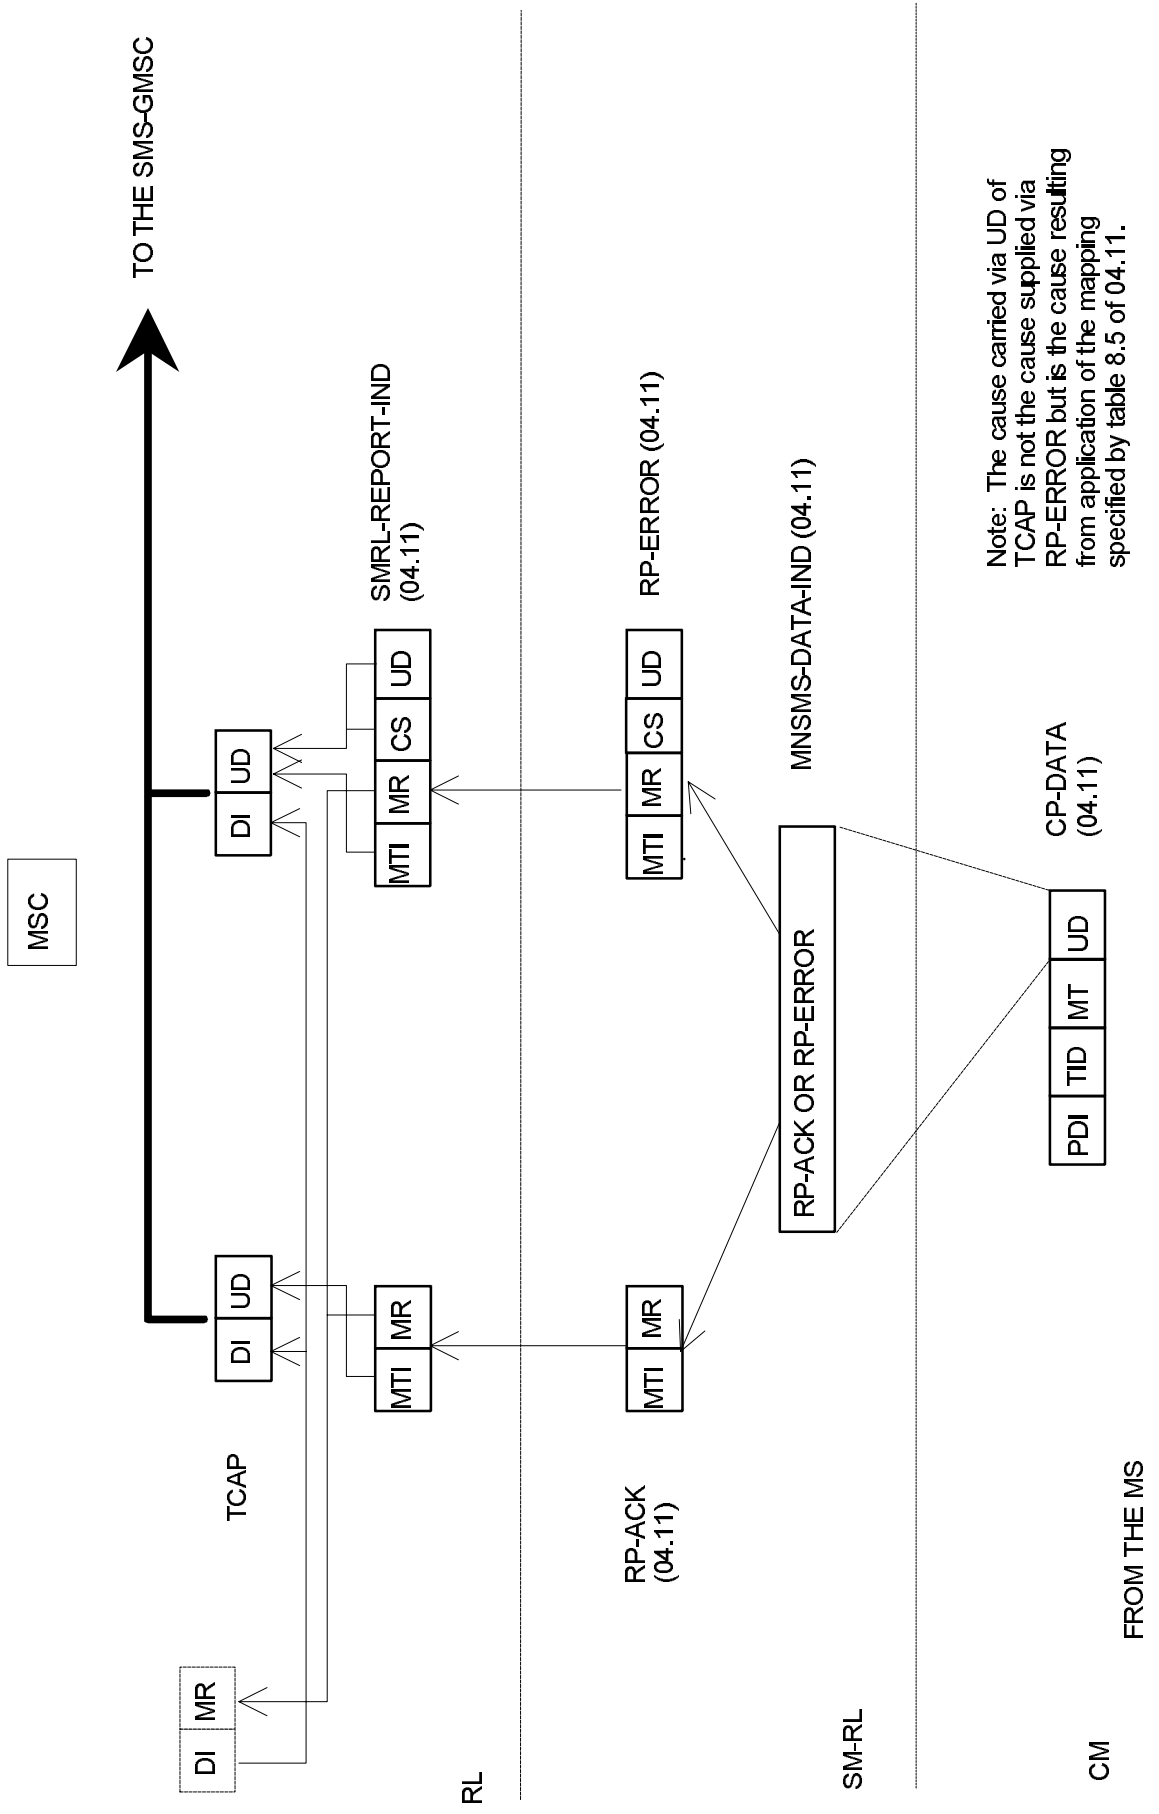 MSC
TO THE SMS-GMSC
DI MR
TCAP
DI UD
DI UD
RL
MTI MR
MTI MR CS UD
SMRL-REPORT-IND
(04.11)
RP-ACK
(04.11)
MTI MR
MTI MR CS UD
RP-ERROR (04.11)
SM-RL
RP-ACK OR RP-ERROR
MNSMS-DATA-IND (04.11)
CM
FROM THE MS
PDI TID MT UD
CP-DATA
(04.11)
Note: The cause carried via UD of
TCAP is not the cause supplied via
RP-ERROR but is the cause resulting
from application of the mapping
specified by table 8.5 of 04.11.